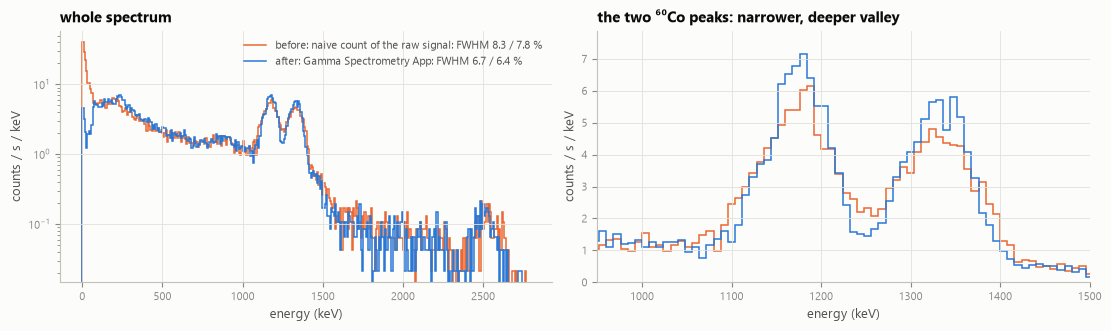 whole spectrum
before: naive count of the raw signal: FWHM 8.3 / 7.8 %
after: Gamma Spectrometry App: FWHM 6.7 / 6.4 %
counts / s / keV
10¹
10⁰
10⁻¹
0 500 1000 1500 2000 2500
energy (keV)
the two ⁶⁰Co peaks: narrower, deeper valley
counts / s / keV
7
6
5
4
3
2
1
0
1000 1100 1200 1300 1400 1500
energy (keV)